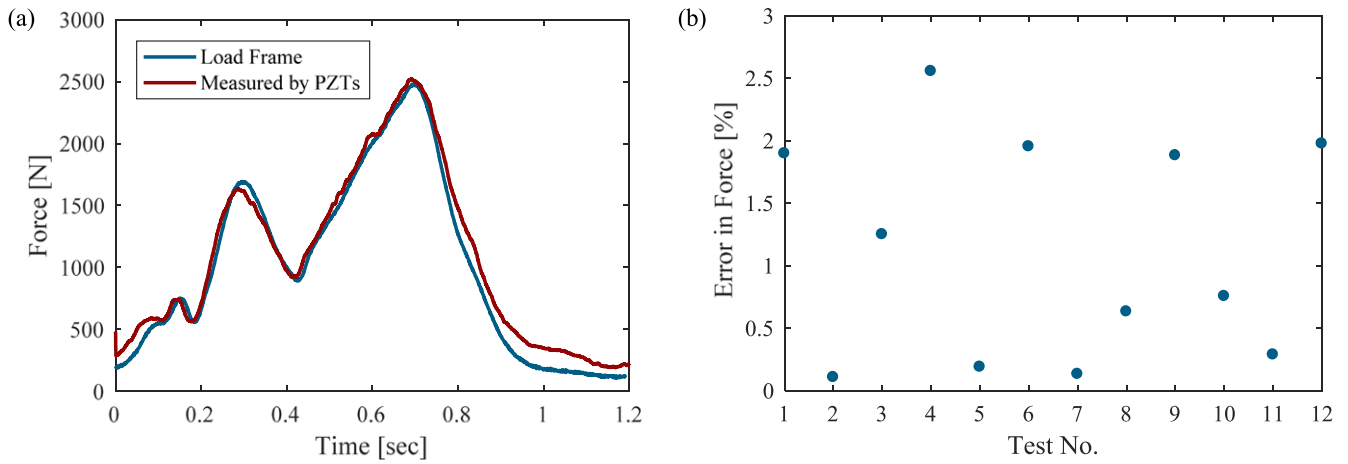 (a)
3000
2500
2000
1500
1000
500
0
Force [N]
Load Frame
Measured by PZTs
0 0.2 0.4 0.6 0.8 1 1.2
Time [sec]
(b)
3
2.5
2
1.5
1
0.5
0
Error in Force [%]
1 2 3 4 5 6 7 8 9 10 11 12
Test No.